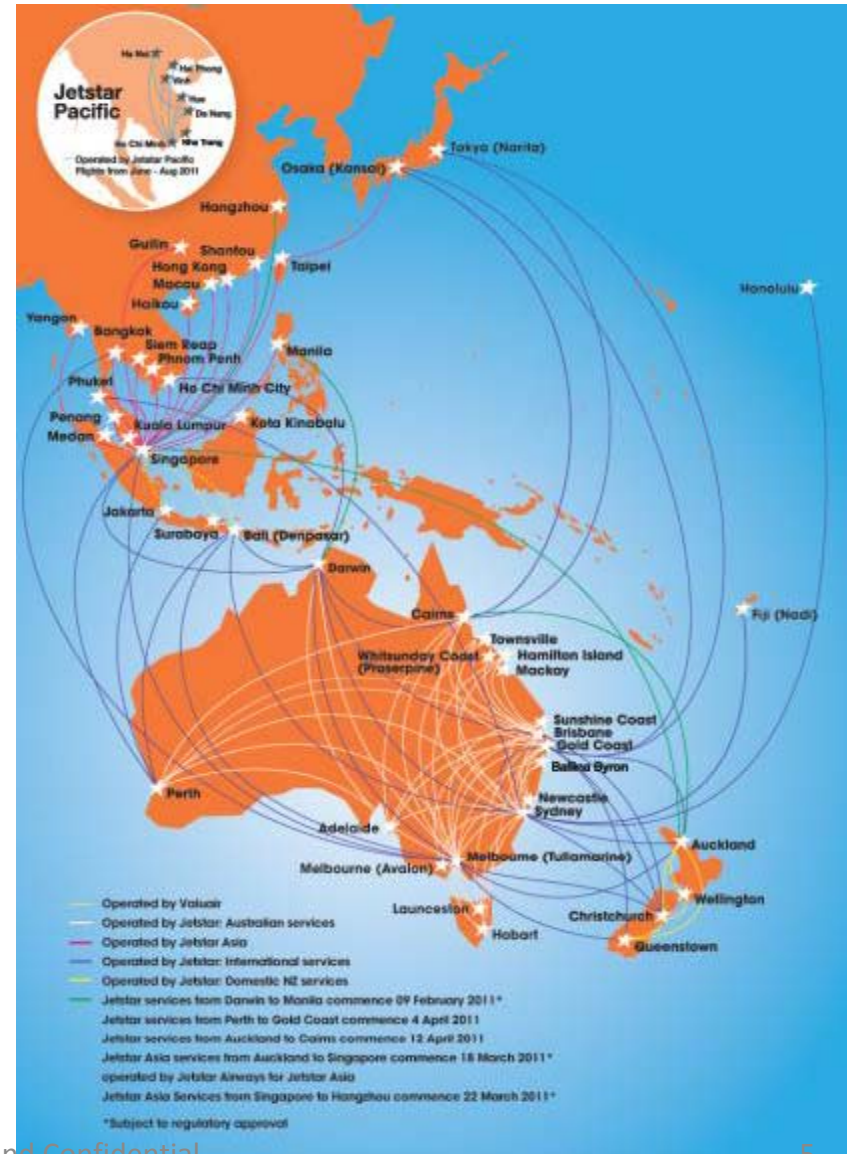 Jetstar
Pacific
Ha Noi
Hai Phong
Vinh
Hue
Da Nang
Ho Chi Minh
Nha Trang
Operated by Jetstar Pacific
Flights from June - Aug 2011
Tokyo (Narita)
Osaka (Kansai)
Hangzhou
Guilin
Shantou
Hong Kong
Taipei
Macau
Haikou
Honolulu
Yangon
Bangkok
Siem Reap
Manila
Phnom Penh
Phuket
Ho Chi Minh City
Penang
Kuala Lumpur
Kota Kinabalu
Medan
Singapore
Jakarta
Surabaya
Bali (Denpasar)
Darwin
Cairns
Fiji (Nadi)
Townsville
Whitsunday Coast
(Proserpine)
Hamilton Island
Mackay
Sunshine Coast
Brisbane
Gold Coast
Ballina Byron
Perth
Newcastle
Sydney
Adelaide
Auckland
Melbourne (Tullamarine)
Melbourne (Avalon)
Wellington
Launceston
Christchurch
Hobart
Queenstown
Operated by Valuair
Operated by Jetstar: Australian services
Operated by Jetstar Asia
Operated by Jetstar: International services
Operated by Jetstar: Domestic NZ services
Jetstar services from Darwin to Manila commence 09 February 2011*
Jetstar services from Perth to Gold Coast commence 4 April 2011
Jetstar services from Auckland to Cairns commence 12 April 2011
Jetstar Asia services from Auckland to Singapore commence 18 March 2011*
operated by Jetstar Airways for Jetstar Asia
Jetstar Asia Services from Singapore to Hangzhou commence 22 March 2011*
*Subject to regulatory approval
nd Confidential
5